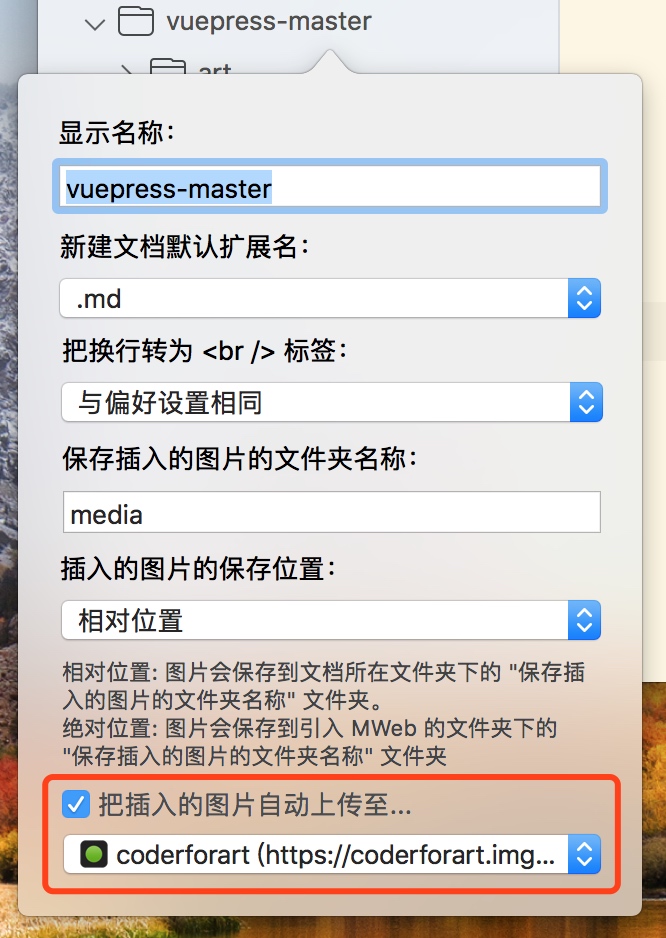 vuepress-master
art
显示名称：
vuepress-master
新建文档默认扩展名：
.md
把换行转为 <br /> 标签：
与偏好设置相同
保存插入的图片的文件夹名称：
media
插入的图片的保存位置：
相对位置
相对位置: 图片会保存到文档所在文件夹下的 "保存插
入的图片的文件夹名称" 文件夹。
绝对位置: 图片会保存到引入 MWeb 的文件夹下的
"保存插入的图片的文件夹名称" 文件夹
把插入的图片自动上传至...
coderforart (https://coderforart.img...